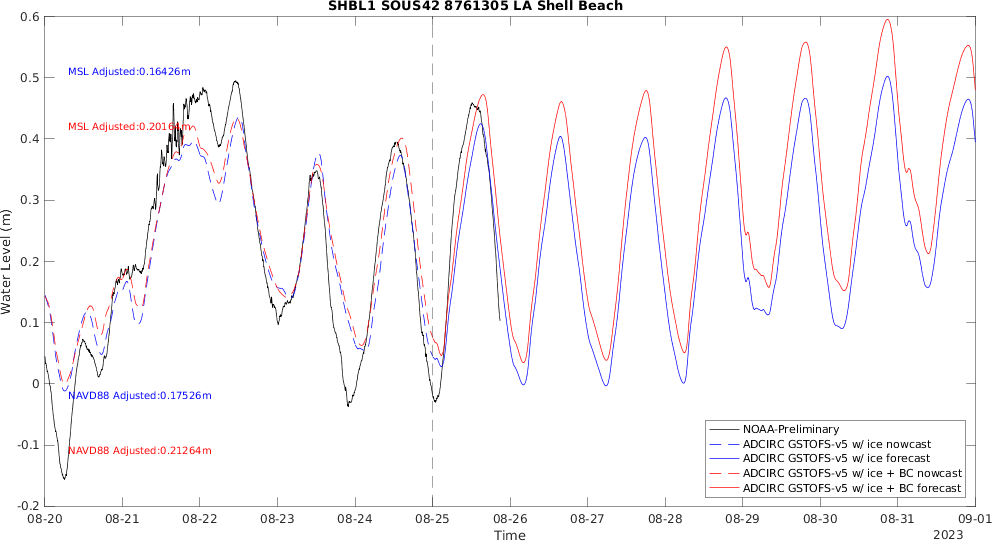 SHBL1 SOUS42 8761305 LA Shell Beach
0.6
0.5
0.4
0.3
0.2
0.1
0
-0.1
-0.2
Water Level (m)
MSL Adjusted:0.16426m
NAVD88 Adjusted:0.17526m
NAVD88 Adjusted:0.21264m
NOAA-Preliminary
ADCIRC GSTOFS-v5 w/ ice nowcast
ADCIRC GSTOFS-v5 w/ ice forecast
ADCIRC GSTOFS-v5 w/ ice + BC nowcast
ADCIRC GSTOFS-v5 w/ ice + BC forecast
08-20 08-21 08-22 08-23 08-24 08-25 08-26 08-27 08-28 08-29 08-30 08-31 09-01
Time
2023